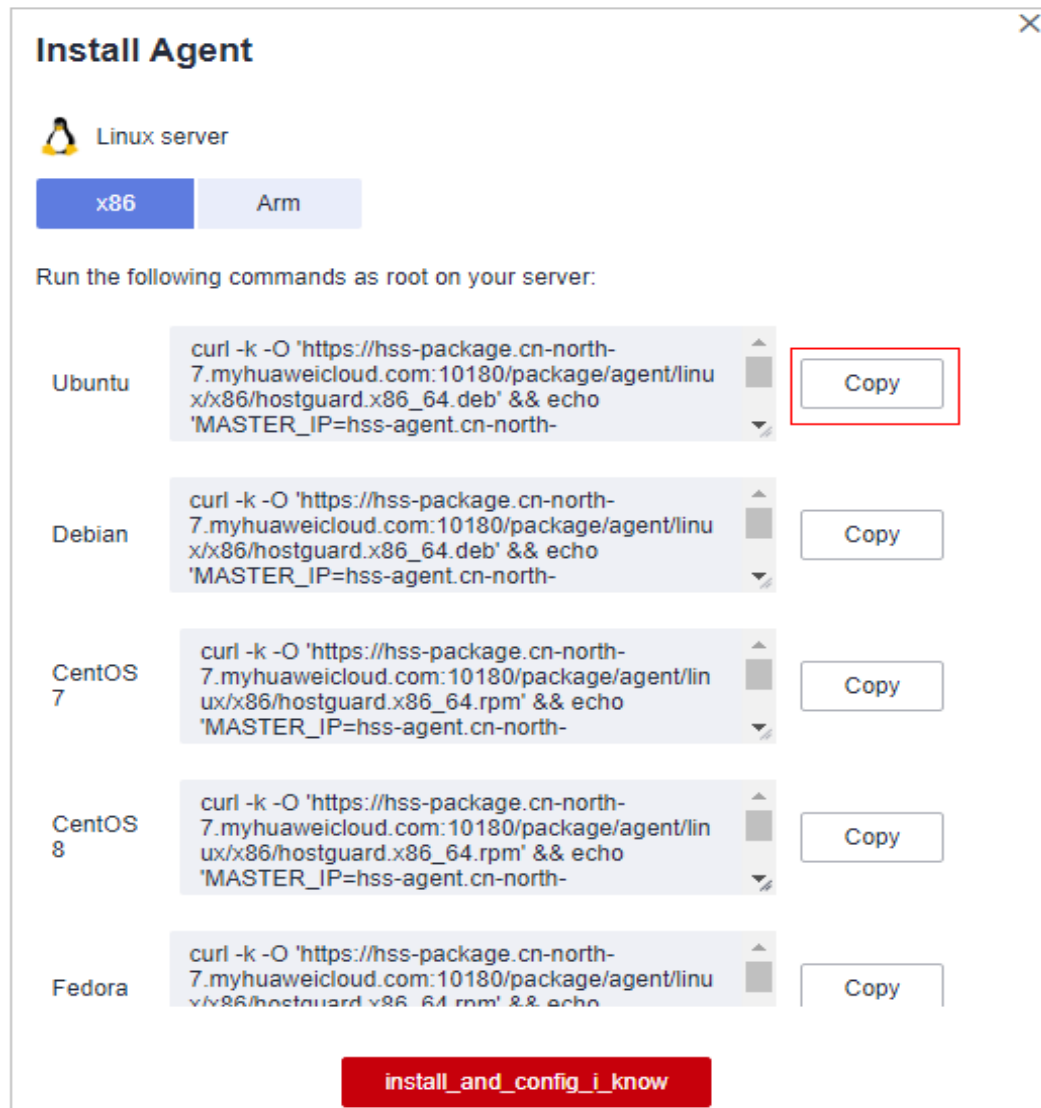 Install Agent
Linux server
x86
Arm
Run the following commands as root on your server:
Ubuntu
curl -k -O 'https://hss-package.cn-north-
7.myhuaweicloud.com:10180/package/agent/linu
x/x86/hostguard.x86_64.deb' && echo
'MASTER_IP=hss-agent.cn-north-
Copy
Debian
curl -k -O 'https://hss-package.cn-north-
7.myhuaweicloud.com:10180/package/agent/linu
x/x86/hostguard.x86_64.deb' && echo
'MASTER_IP=hss-agent.cn-north-
Copy
CentOS
7
curl -k -O 'https://hss-package.cn-north-
7.myhuaweicloud.com:10180/package/agent/lin
ux/x86/hostguard.x86_64.rpm' && echo
'MASTER_IP=hss-agent.cn-north-
Copy
CentOS
8
curl -k -O 'https://hss-package.cn-north-
7.myhuaweicloud.com:10180/package/agent/lin
ux/x86/hostguard.x86_64.rpm' && echo
'MASTER_IP=hss-agent.cn-north-
Copy
Fedora
curl -k -O 'https://hss-package.cn-north-
7.myhuaweicloud.com:10180/package/agent/linu
x/x86/hostguard.x86_64.rpm' && echo
Copy
install_and_config_i_know